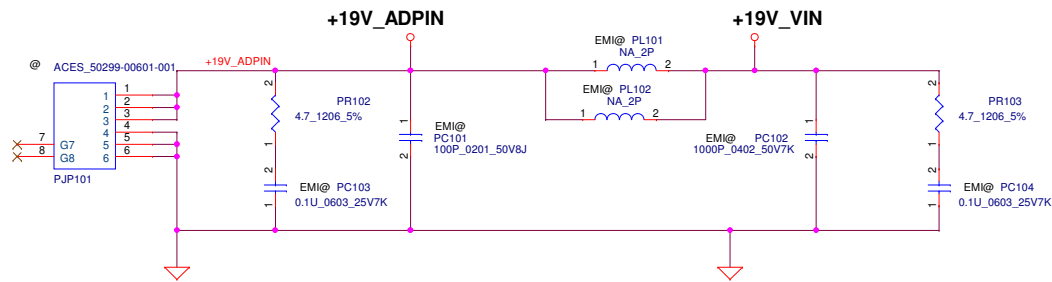 +19V_ADPIN
+19V_VIN
@ ACES_50299-00601-001
+19V_ADPIN
EMI@ PL101
NA_2P
1 2
EMI@ PL102
NA_2P
1 2
1 1
2 2
3 3
4 4
5 5
6 6
7 G7
8 G8
PJP101
2
PR102
4.7_1206_5%
1
2
EMI@ PC103
0.1U_0603_25V7K
1
1
EMI@
PC101
100P_0201_50V8J
2
1
EMI@ PC102
1000P_0402_50V7K
2
2
PR103
4.7_1206_5%
1
2
EMI@ PC104
0.1U_0603_25V7K
1